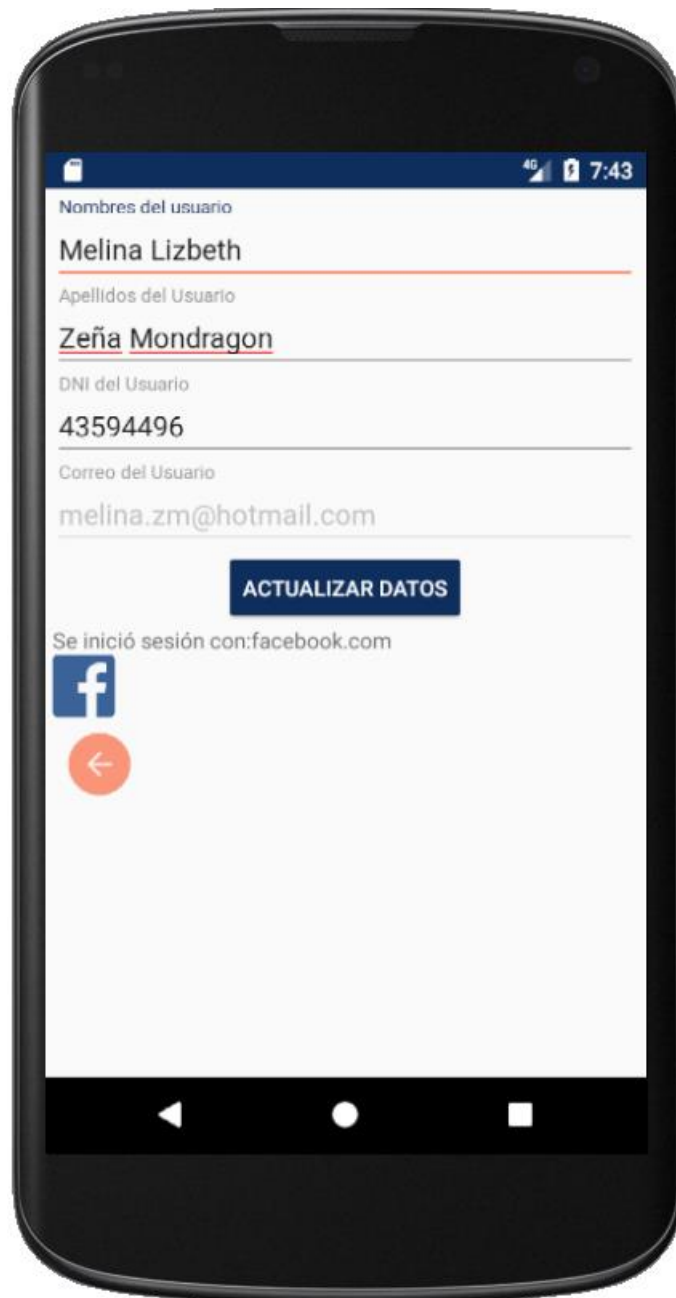 4G 7:43
Nombres del usuario
Melina Lizbeth
Apellidos del Usuario
Zeña Mondragon
DNI del Usuario
43594496
Correo del Usuario
melina.zm@hotmail.com
ACTUALIZAR DATOS
Se inició sesión con:facebook.com
f